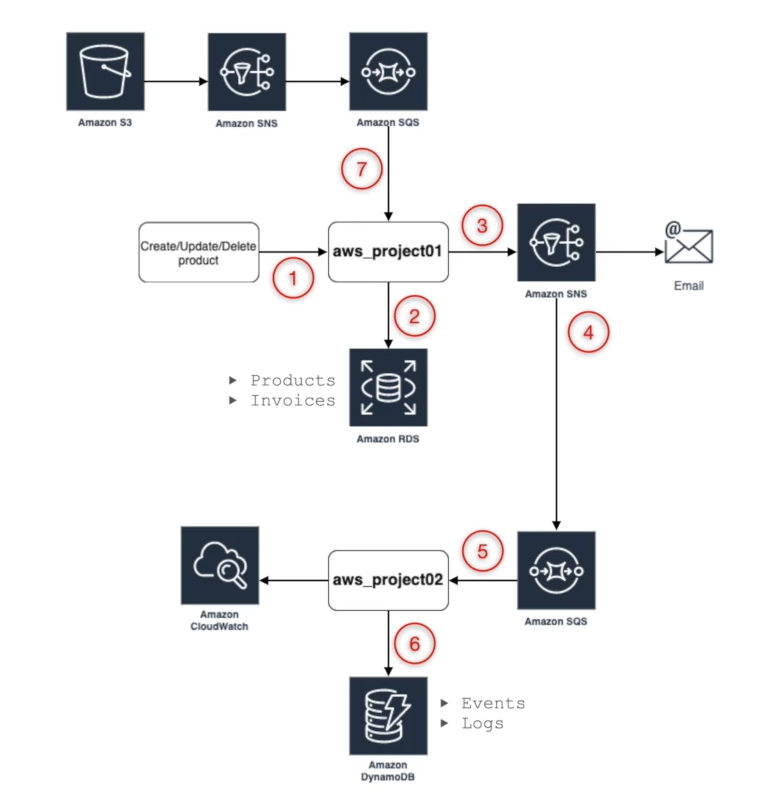 Amazon S3
Amazon SNS
Amazon SQS
7
Create/Update/Delete
product
1
aws_project01
3
Amazon SNS
@
Email
2
4
▸ Products
▸ Invoices
Amazon RDS
Amazon
CloudWatch
aws_project02
5
Amazon SQS
6
▸ Events
▸ Logs
Amazon
DynamoDB